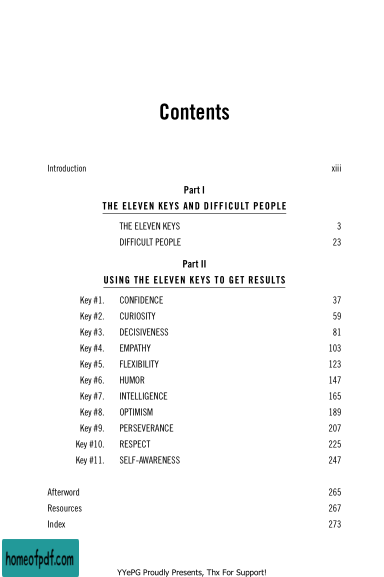 Contents
Introduction xiii
Part I
THE ELEVEN KEYS AND DIFFICULT PEOPLE
THE ELEVEN KEYS 3
DIFFICULT PEOPLE 23
Part II
USING THE ELEVEN KEYS TO GET RESULTS
Key #1. CONFIDENCE 37
Key #2. CURIOSITY 59
Key #3. DECISIVENESS 81
Key #4. EMPATHY 103
Key #5. FLEXIBILITY 123
Key #6. HUMOR 147
Key #7. INTELLIGENCE 165
Key #8. OPTIMISM 189
Key #9. PERSEVERANCE 207
Key #10. RESPECT 225
Key #11. SELF-AWARENESS 247
Afterword 265
Resources 267
Index 273
homeofpdf.com
YYePG Proudly Presents, Thx For Support!